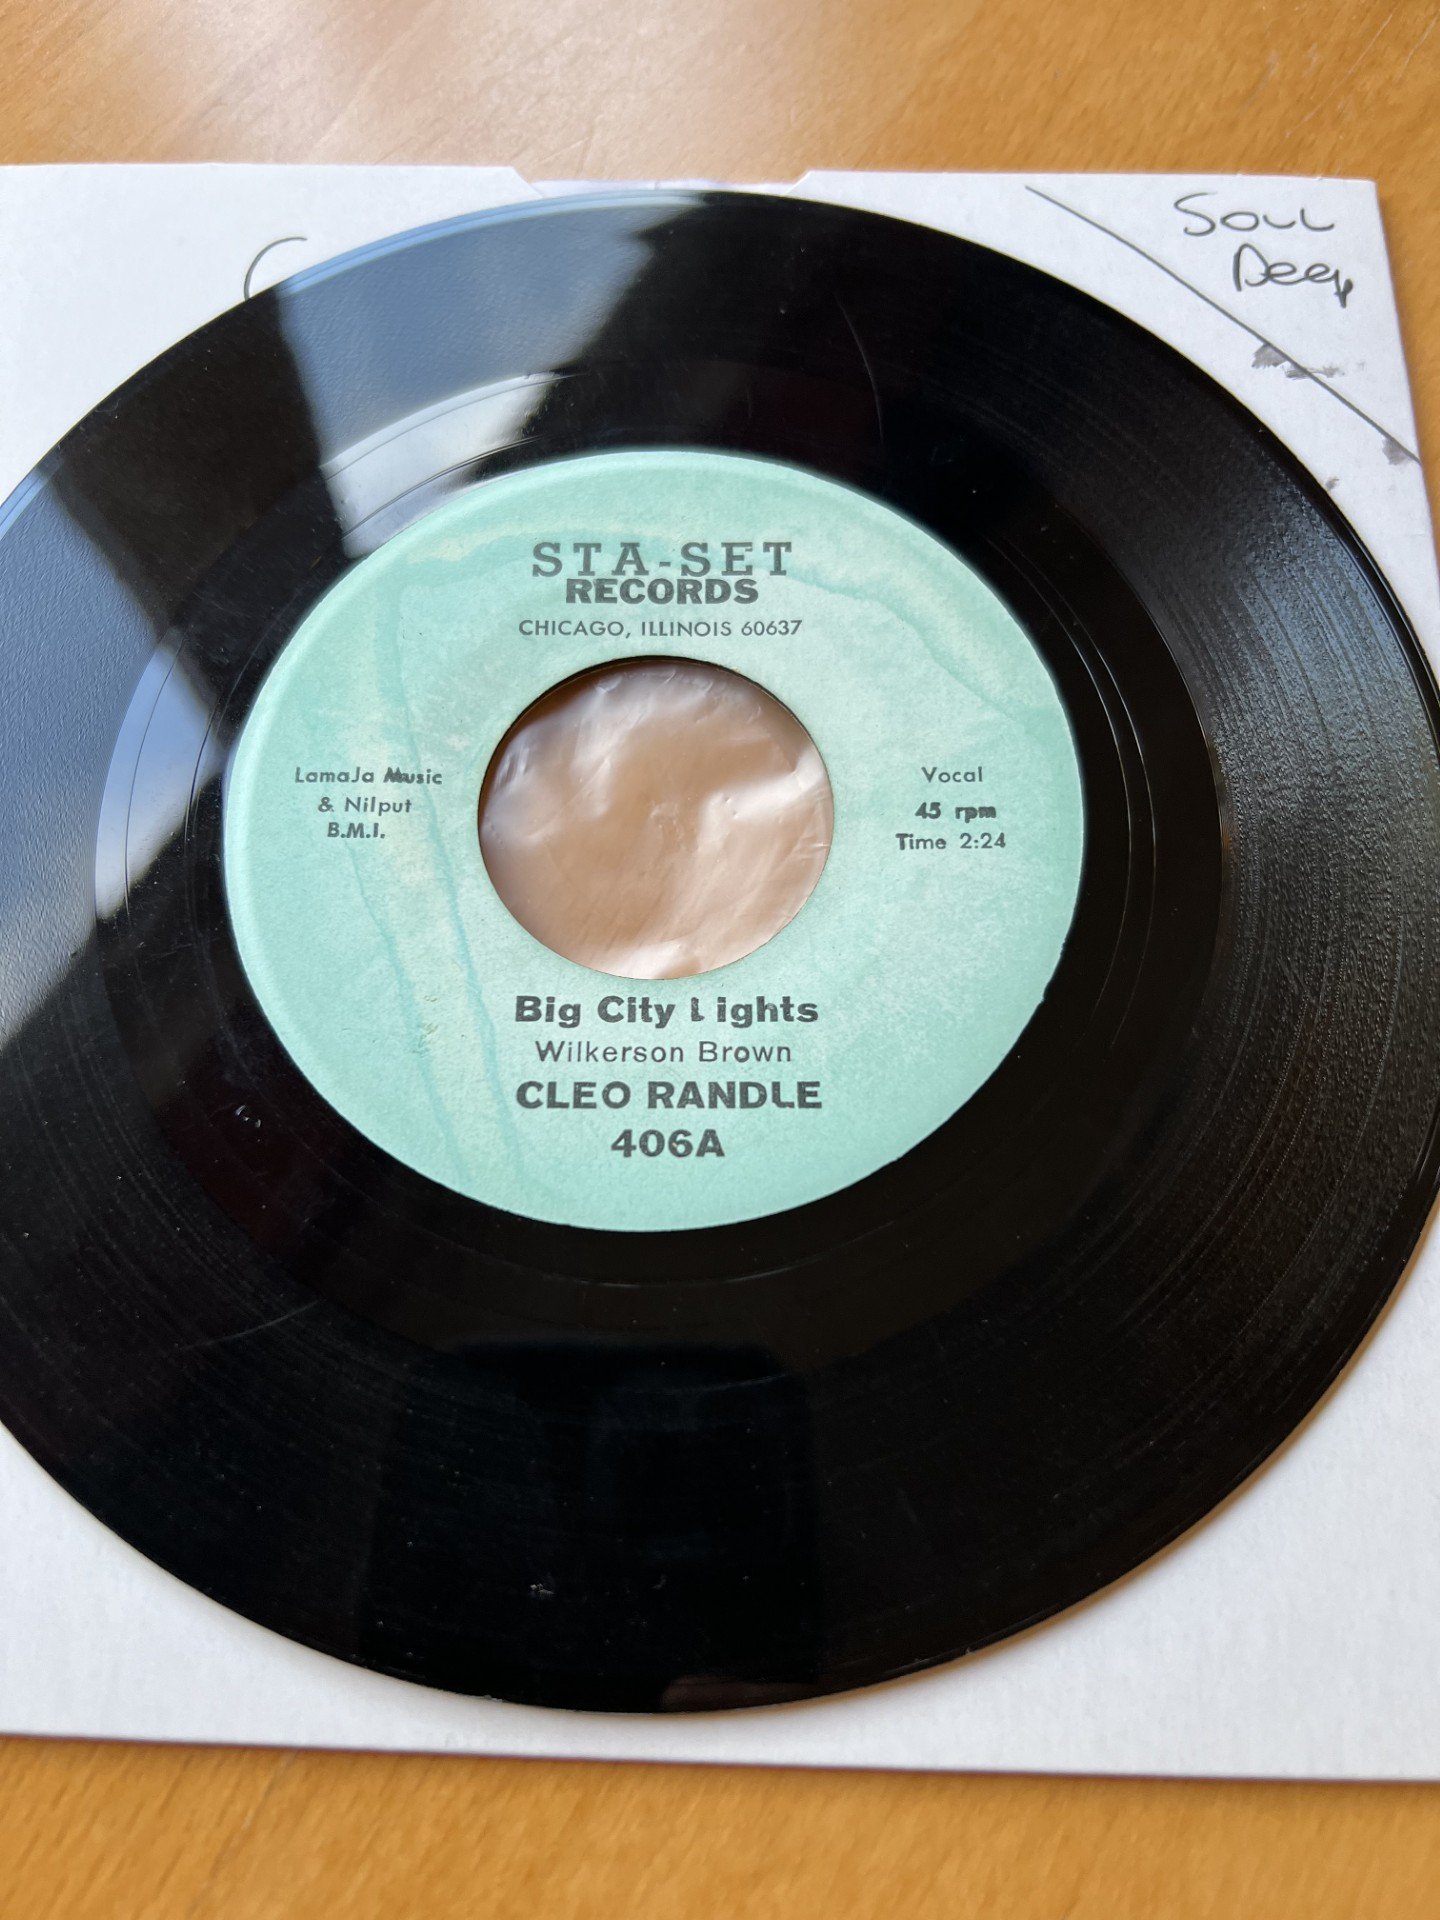 Soul
Deep
STA-SET
RECORDS
CHICAGO, ILLINOIS 60637
LamaJa Music
& Nilput
B.M.I.
Vocal
45 rpm
Time 2:24
Big City Lights
Wilkerson Brown
CLEO RANDLE
406A